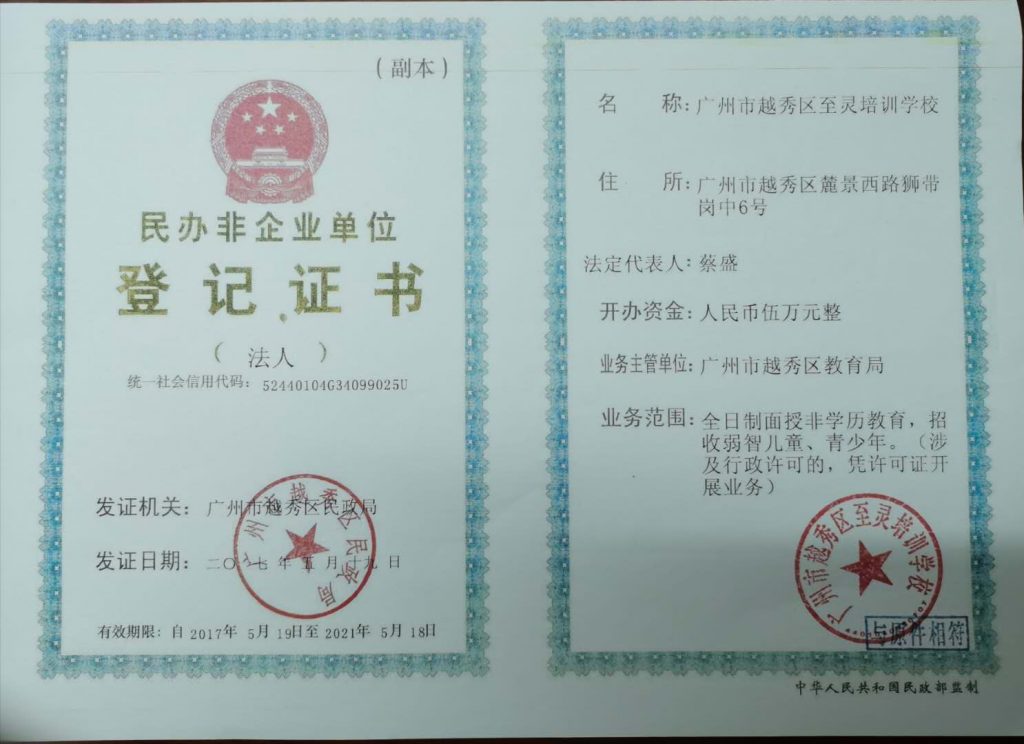 （副本）
民办非企业单位
登记证书
（法人）
统一社会信用代码：52440104G34099025U
发证机关：广州市越秀区民政局
发证日期：二〇一七年五月十九日
有效期限：自2017年5月19日至2021年5月18日
广州市越秀区民政局
名称：广州市越秀区至灵培训学校
住所：广州市越秀区麓景西路狮带
岗中6号
法定代表人：蔡盛
开办资金：人民币伍万元整
业务主管单位：广州市越秀区教育局
业务范围：全日制面授非学历教育，招
收弱智儿童、青少年。（涉
及行政许可的，凭许可证开
展业务）
广州市越秀区至灵培训学校
与原件相符
中华人民共和国民政部监制